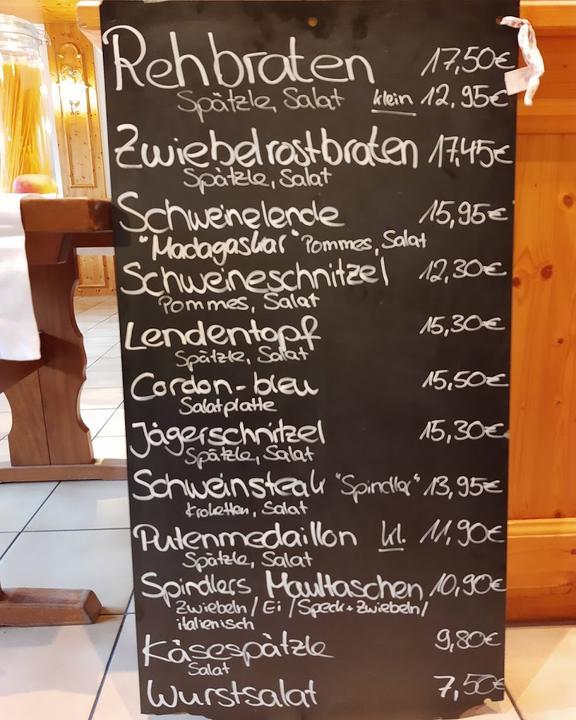 Rehbraten 17,50€
Spätzle, Salat klein 12,95€
Zwiebelrostbraten 17,45€
Spätzle, Salat
Schweinelende 15,95€
"Madagaskar" Pommes, Salat
Schweineschnitzel 12,30€
Pommes, Salat
Lendentopf 15,30€
Spätzle, Salat
Cordon-bleu 15,50€
Salatplatte
Jägerschnitzel 15,30€
Spätzle, Salat
Schweinsteak "Spindler" 13,95€
Kroketten, Salat
Putenmedaillon kl. 11,90€
Spätzle, Salat
Spindlers Maultaschen 10,90€
Zwiebeln/Ei/Speck+Zwiebeln/
italienisch
Käsespätzle 9,80€
Salat
Wurstsalat 7,50€